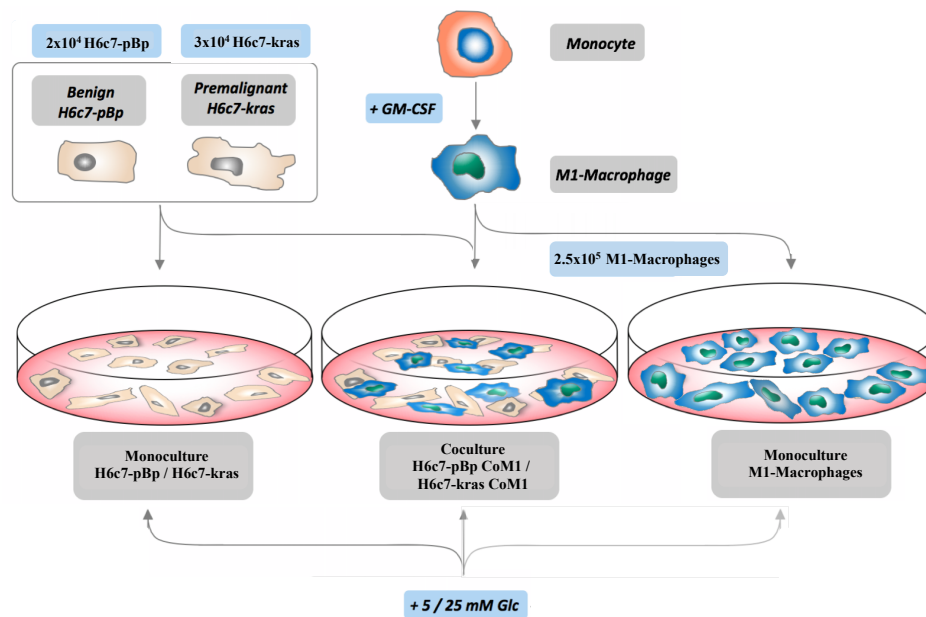 2x10⁴ H6c7-pBp
3x10⁴ H6c7-kras
Benign
H6c7-pBp
Premalignant
H6c7-kras
Monocyte
+ GM-CSF
M1-Macrophage
2.5x10⁵ M1-Macrophages
Monoculture
H6c7-pBp / H6c7-kras
Coculture
H6c7-pBp CoM1 /
H6c7-kras CoM1
Monoculture
M1-Macrophages
+ 5 / 25 mM Glc